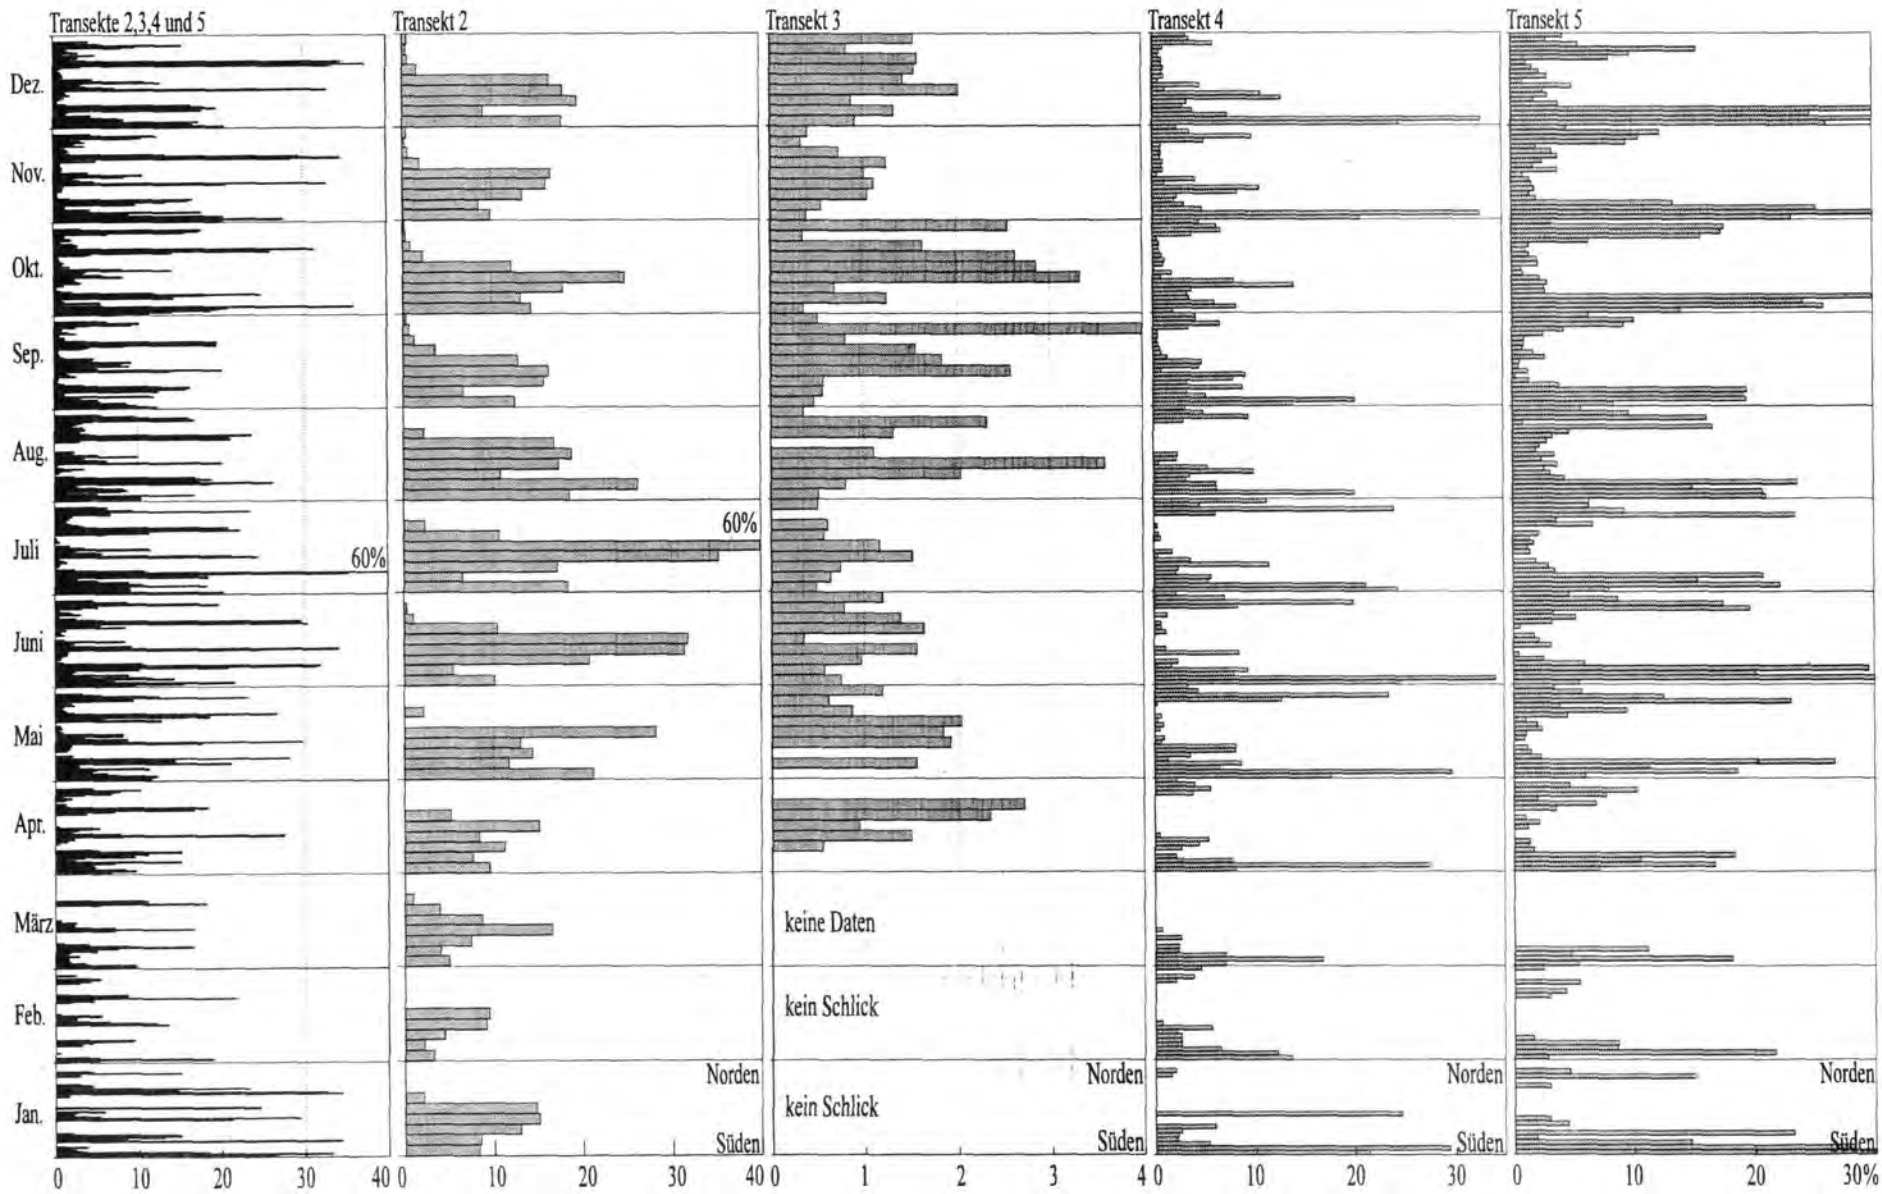 Transekte 2,3,4 und 5
Transekt 2
Transekt 3
Transekt 4
Transekt 5
Dez.
Nov.
Okt.
Sep.
Aug.
Juli
60%
60%
Juni
Mai
Apr.
März
keine Daten
Feb.
kein Schlick
Norden
Norden
Norden
Norden
Jan.
kein Schlick
Süden
Süden
Süden
Süden
0 10 20 30 40
0 10 20 30
0 1 2 3 4
0 10 20 30
0 10 20 30%